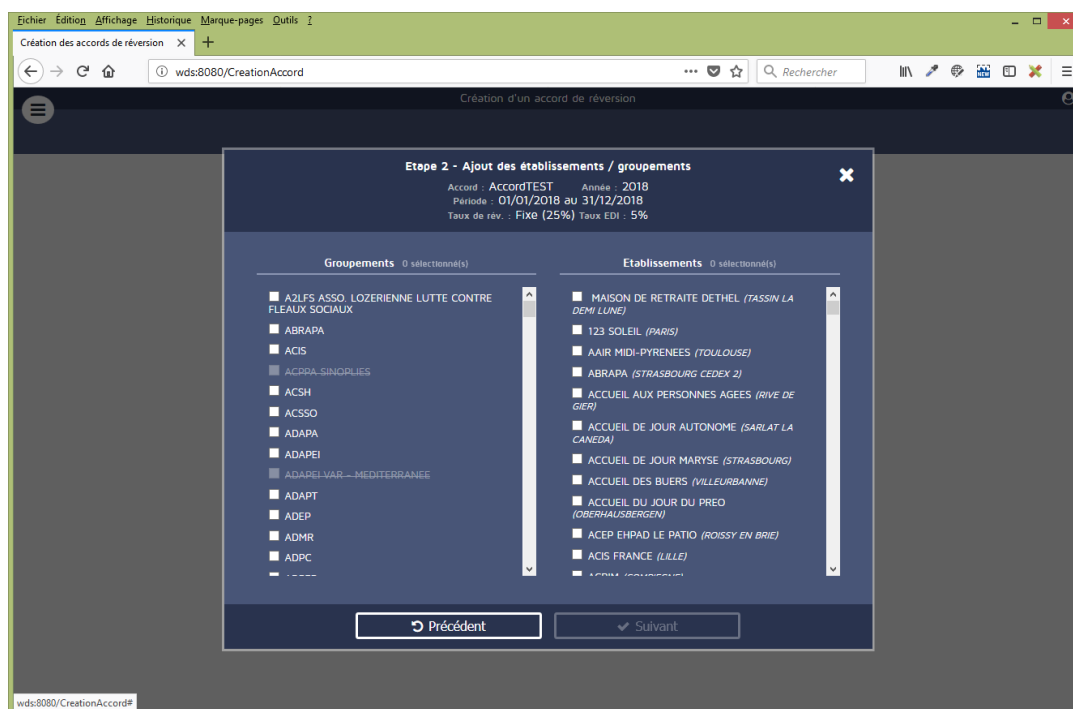 Fichier Édition Affichage Historique Marque-pages Outils ?
Création des accords de réversion
wds:8080/CreationAccord
Rechercher
Création d'un accord de réversion
Etape 2 - Ajout des établissements / groupements
Accord : AccordTEST Année : 2018
Période : 01/01/2018 au 31/12/2018
Taux de rév. : Fixe (25%) Taux EDI : 5%
Groupements 0 sélectionné(s)
A2LFS ASSO. LOZERIENNE LUTTE CONTRE
FLEAUX SOCIAUX
ABRAPA
ACIS
ACPPA SINOPLIES
ACSH
ACSSO
ADAPA
ADAPEI
ADAPEI VAR - MEDITERRANEE
ADAPT
ADEP
ADMR
ADPC
Etablissements 0 sélectionné(s)
MAISON DE RETRAITE DETHEL (TASSIN LA
DEMI LUNE)
123 SOLEIL (PARIS)
AAIR MIDI-PYRENEES (TOULOUSE)
ABRAPA (STRASBOURG CEDEX 2)
ACCUEIL AUX PERSONNES AGEES (RIVE DE
GIER)
ACCUEIL DE JOUR AUTONOME (SARLAT LA
CANEDA)
ACCUEIL DE JOUR MARYSE (STRASBOURG)
ACCUEIL DES BUERS (VILLEURBANNE)
ACCUEIL DU JOUR DU PREO
(OBERHAUSBERGEN)
ACEP EHPAD LE PATIO (ROISSY EN BRIE)
ACIS FRANCE (LILLE)
Précédent
Suivant
wds:8080/CreationAccord#